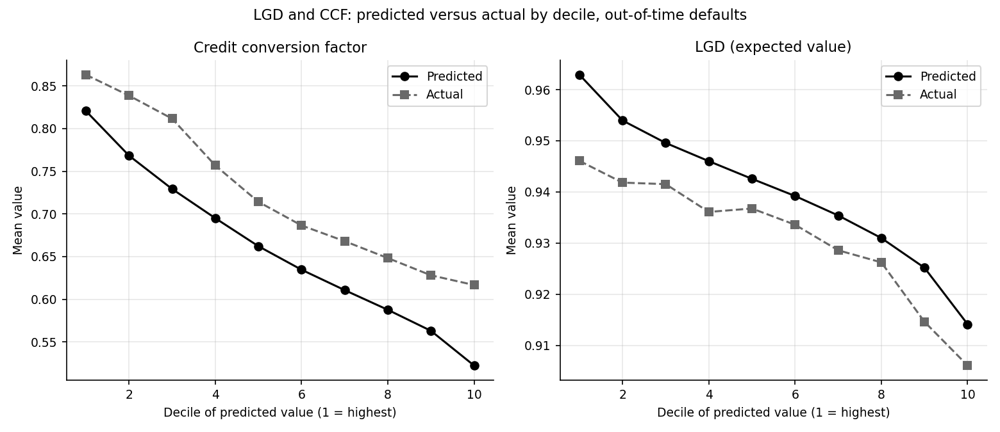 LGD and CCF: predicted versus actual by decile, out-of-time defaults
Credit conversion factor
Predicted
Actual
0.85
0.80
0.75
0.70
0.65
0.60
0.55
Mean value
2 4 6 8 10
Decile of predicted value (1 = highest)
LGD (expected value)
Predicted
Actual
0.96
0.95
0.94
0.93
0.92
0.91
Mean value
2 4 6 8 10
Decile of predicted value (1 = highest)